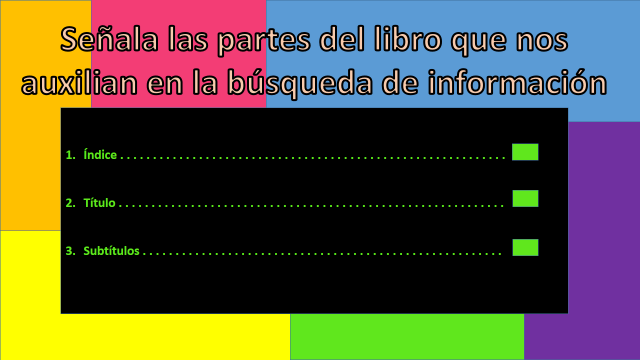 Señala las partes del libro que nos
auxilian en la búsqueda de información
1. Índice . . . . . . . . . . . . . . . . . . . . . . . . . . . . . . . . . . . . . . . . . . . . . . . . . . . . . . . . . .
2. Título . . . . . . . . . . . . . . . . . . . . . . . . . . . . . . . . . . . . . . . . . . . . . . . . . . . . . . . . . .
3. Subtítulos . . . . . . . . . . . . . . . . . . . . . . . . . . . . . . . . . . . . . . . . . . . . . . . . . . . . . .